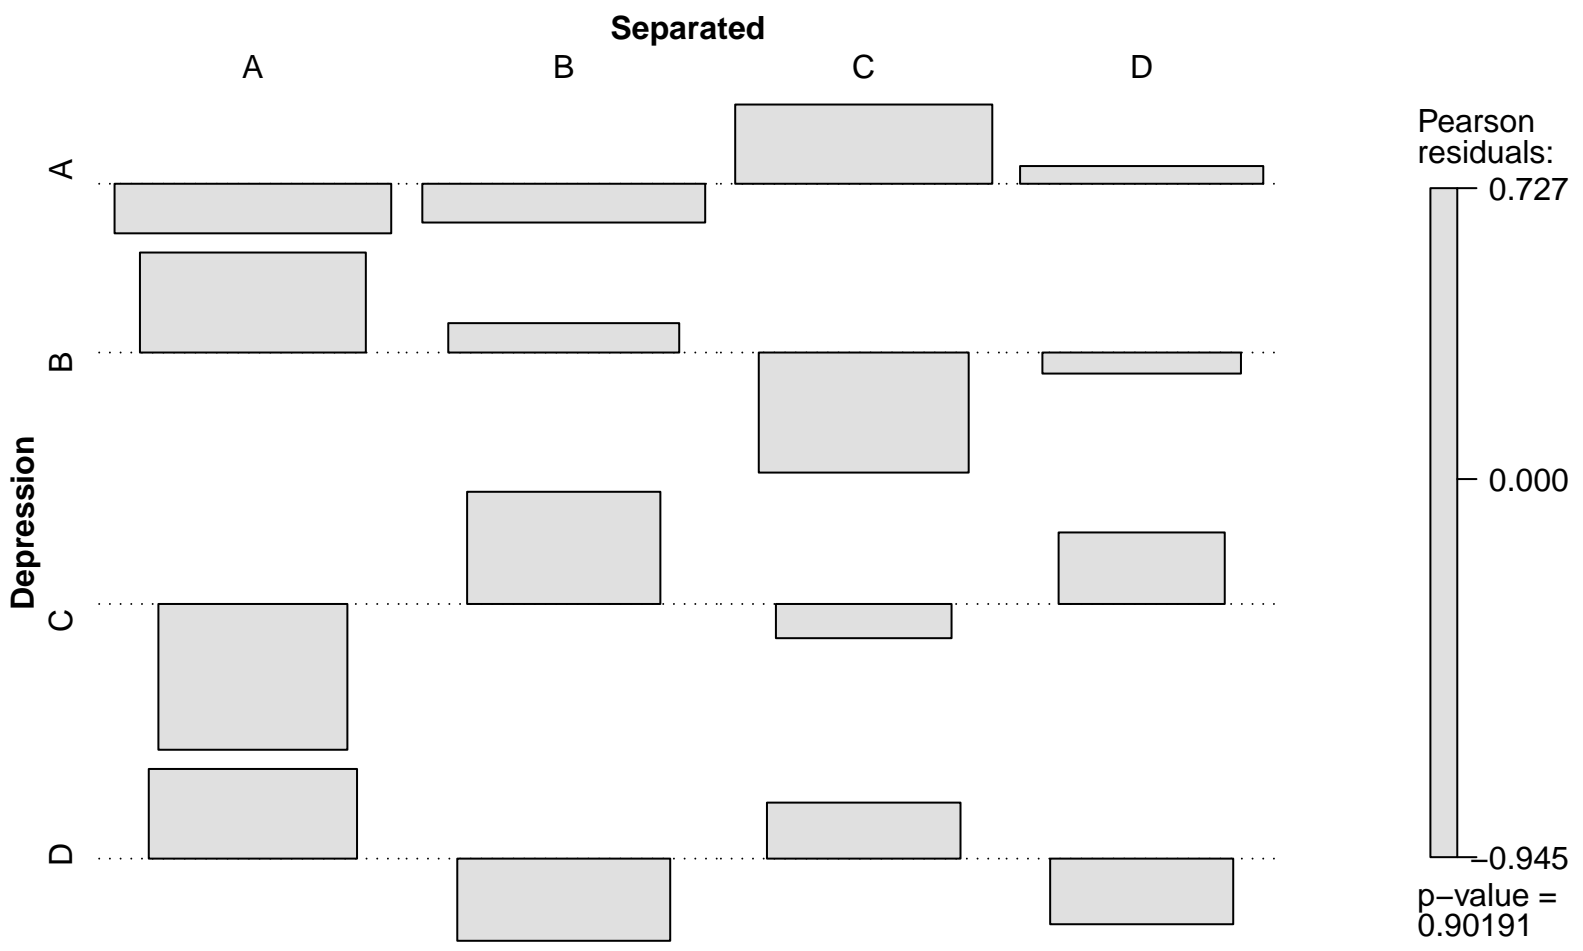 Separated
A B C D
Depression
A
B
C
D
Pearson
residuals:
0.727
0.000
−0.945
p−value =
0.90191